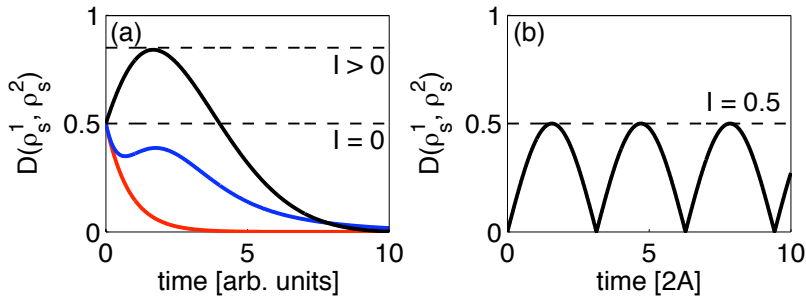 (a)
1
0.5
0
D(ρ_s^1, ρ_s^2)
I > 0
I = 0
0
5
10
time [arb. units]
(b)
1
0.5
0
D(ρ_s^1, ρ_s^2)
I = 0.5
0
5
10
time [2A]